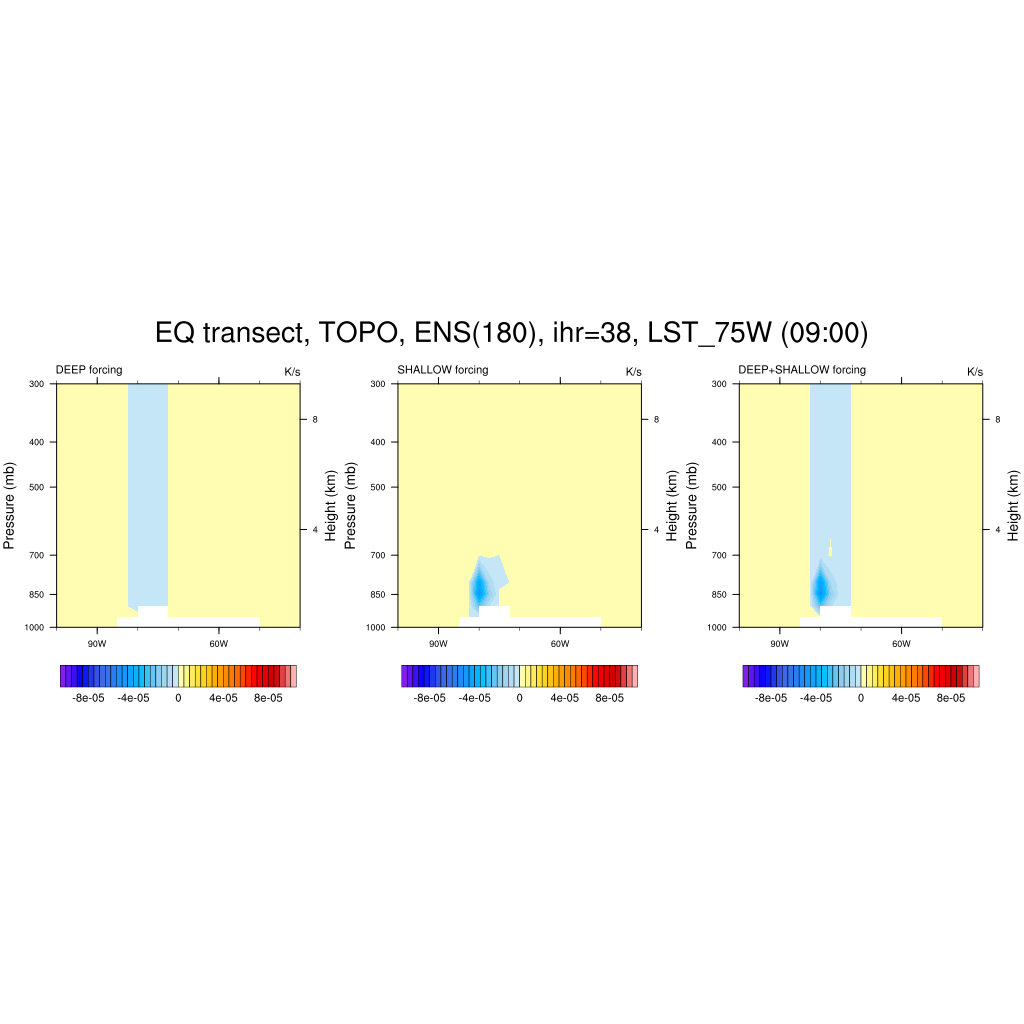 EQ transect, TOPO, ENS(180), ihr=38, LST_75W (09:00)
DEEP forcing K/s
300
400
500
700
850
1000
Pressure (mb)
8
4
Height (km)
90W 60W
-8e-05 -4e-05 0 4e-05 8e-05
SHALLOW forcing K/s
300
400
500
700
850
1000
Pressure (mb)
8
4
Height (km)
90W 60W
-8e-05 -4e-05 0 4e-05 8e-05
DEEP+SHALLOW forcing K/s
300
400
500
700
850
1000
Pressure (mb)
8
4
Height (km)
90W 60W
-8e-05 -4e-05 0 4e-05 8e-05